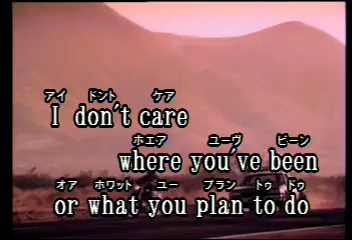 アイ ドント ケア
I don't care
ホエア ユーヴ ビーン
where you've been
オア ホワット ユー プラン トゥ ドゥ
or what you plan to do